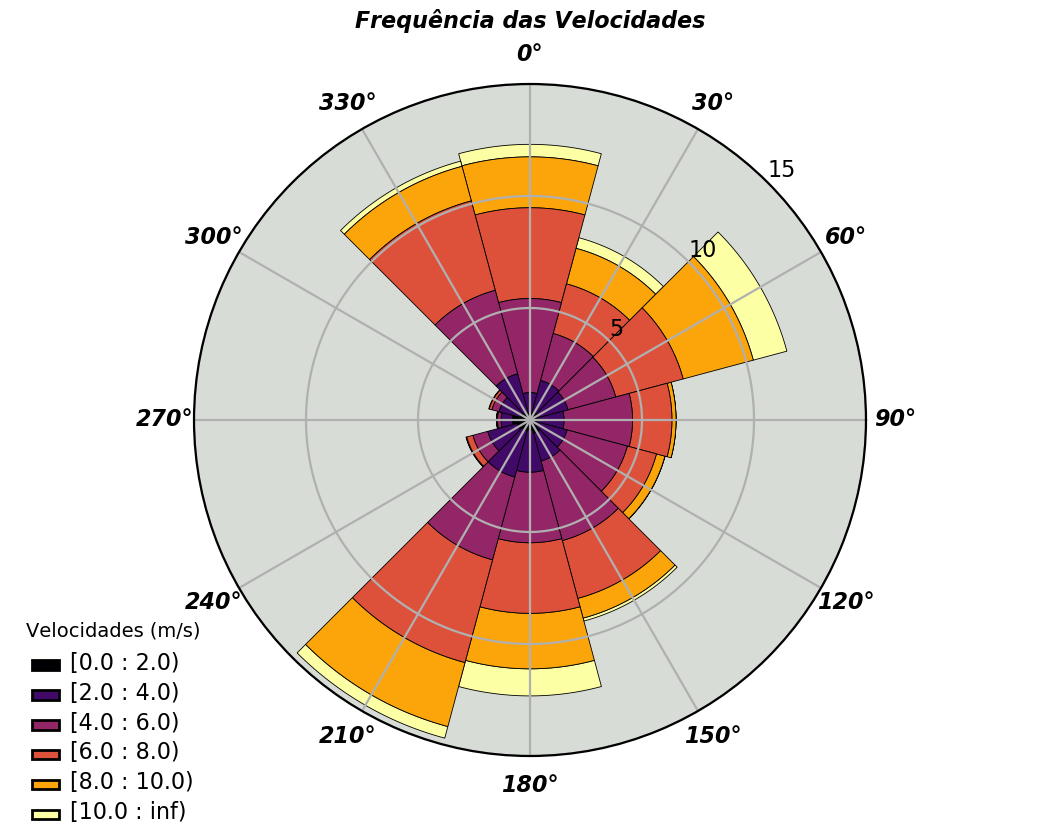 Frequência das Velocidades
0°
330°
30°
15
300°
60°
10
5
270°
90°
240°
120°
210°
150°
180°
Velocidades (m/s)
[0.0 : 2.0)
[2.0 : 4.0)
[4.0 : 6.0)
[6.0 : 8.0)
[8.0 : 10.0)
[10.0 : inf)